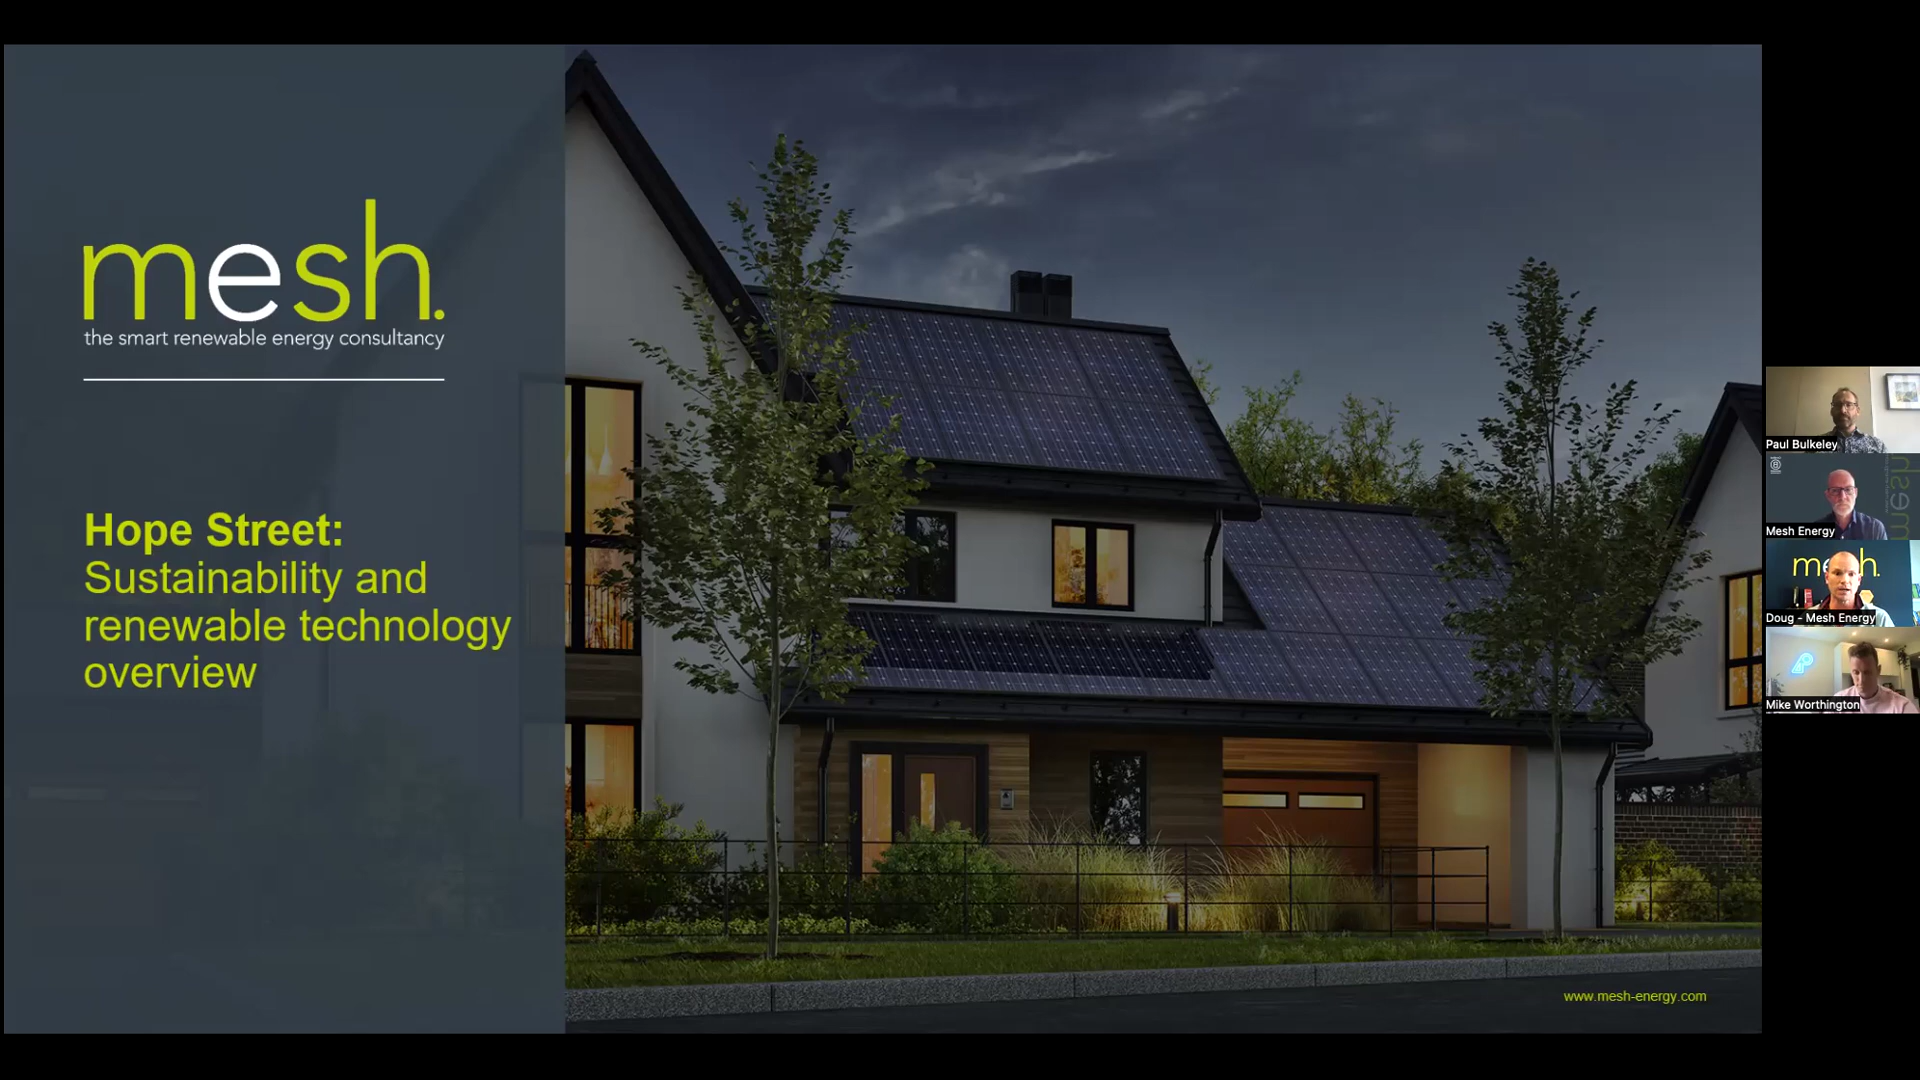 mesh.
the smart renewable energy consultancy
Hope Street:
Sustainability and
renewable technology
overview
www.mesh-energy.com
Paul Bulkeley
mesh
Mesh Energy
mesh.
Doug - Mesh Energy
Mike Worthington